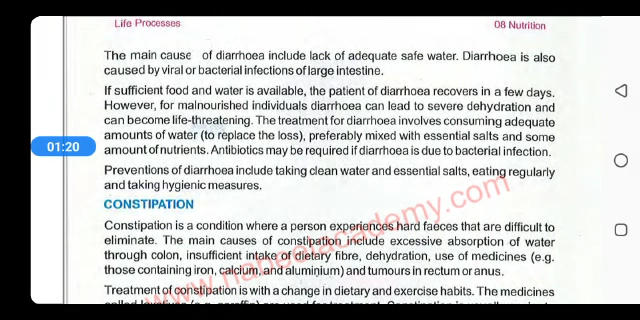 Life Processes
08 Nutrition
The main cause of diarrhoea include lack of adequate safe water. Diarrhoea is also
caused by viral or bacterial infections of large intestine.
If sufficient food and water is available, the patient of diarrhoea recovers in a few days.
However, for malnourished individuals diarrhoea can lead to severe dehydration and
can become life-threatening. The treatment for diarrhoea involves consuming adequate
01:20
amounts of water (to replace the loss), preferably mixed with essential salts and some
amount of nutrients. Antibiotics may be required if diarrhoea is due to bacterial infection.
Preventions of diarrhoea include taking clean water and essential salts, eating regularly
and taking hygienic measures.
CONSTIPATION
Constipation is a condition where a person experiences hard faeces that are difficult to
eliminate. The main causes of constipation include excessive absorption of water
through colon, insufficient intake of dietary fibre, dehydration, use of medicines (e.g.
those containing iron, calcium, and aluminium) and tumours in rectum or anus.
Treatment of constipation is with a change in dietary and exercise habits. The medicines